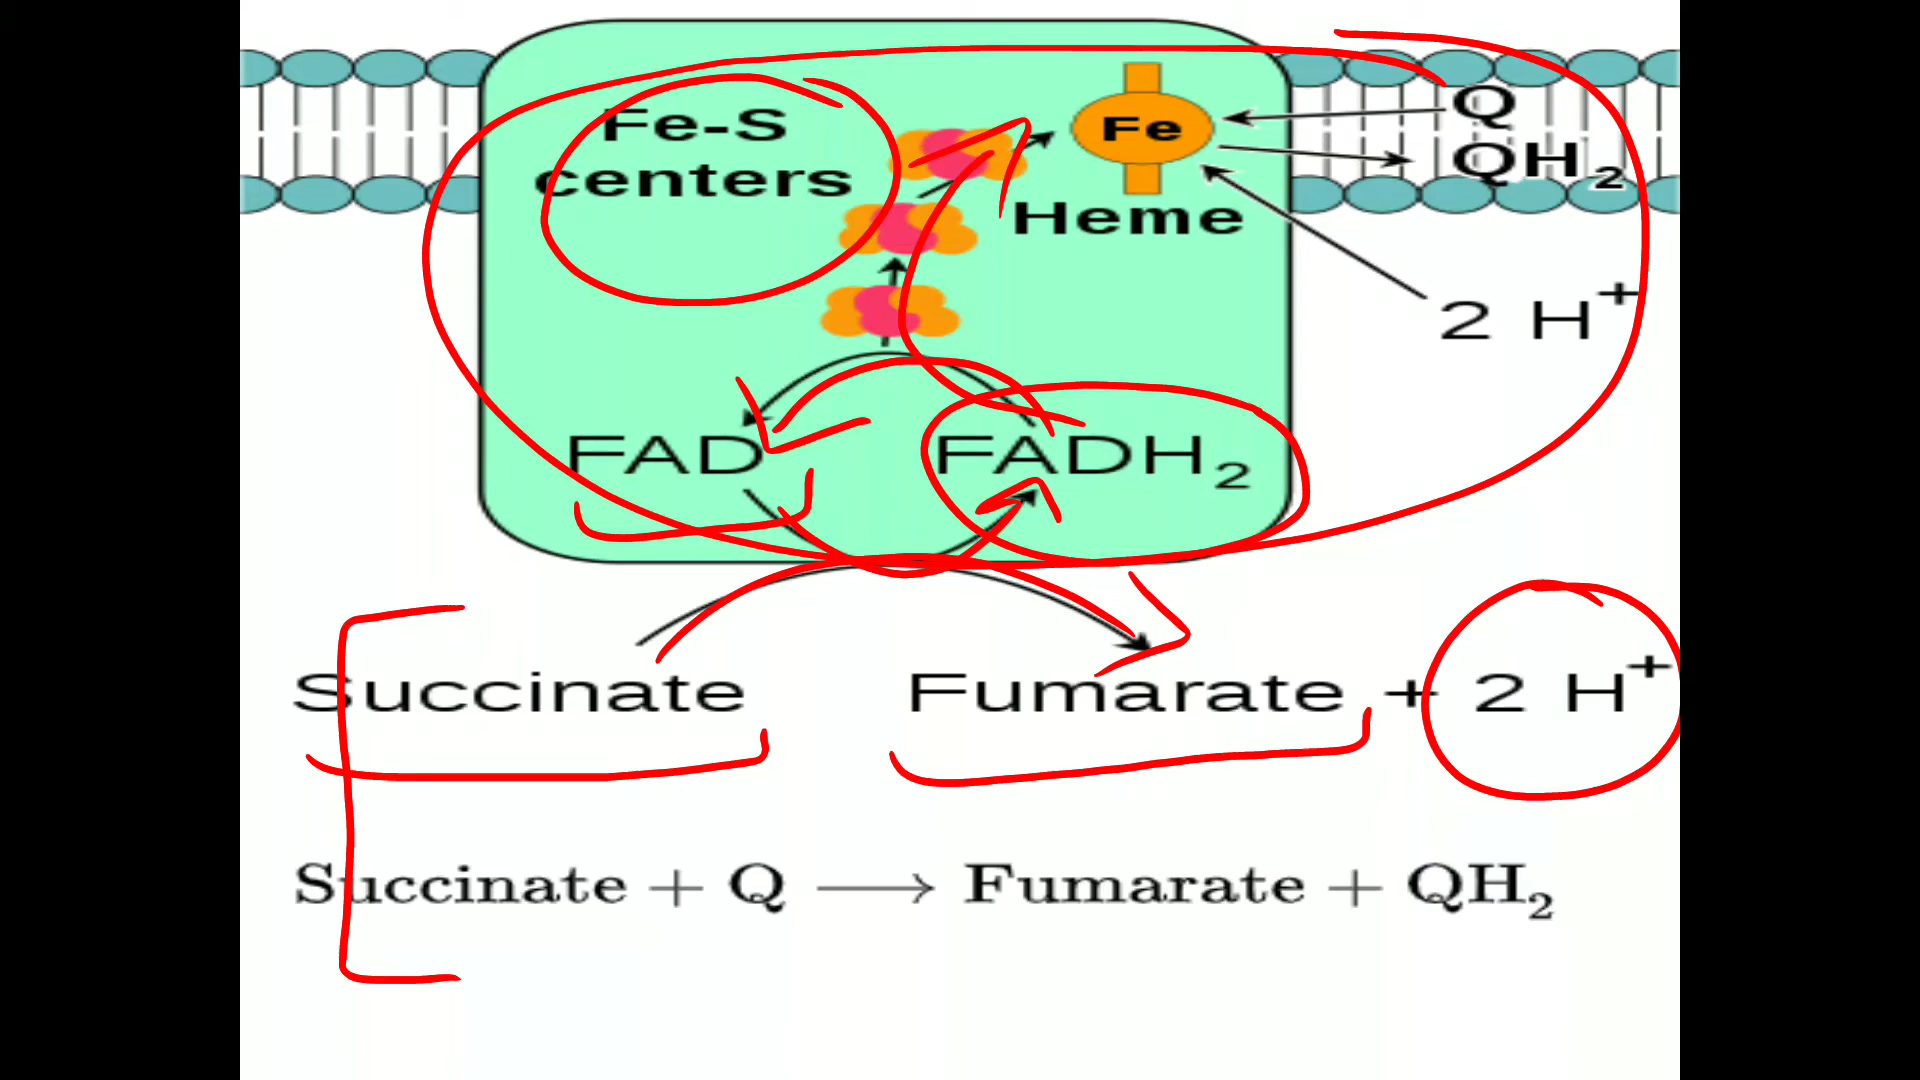 Fe-S
centers
Fe
Heme
Q
QH₂
2 H⁺
FAD
FADH₂
Succinate
Fumarate + 2 H⁺
Succinate + Q ⟶ Fumarate + QH₂